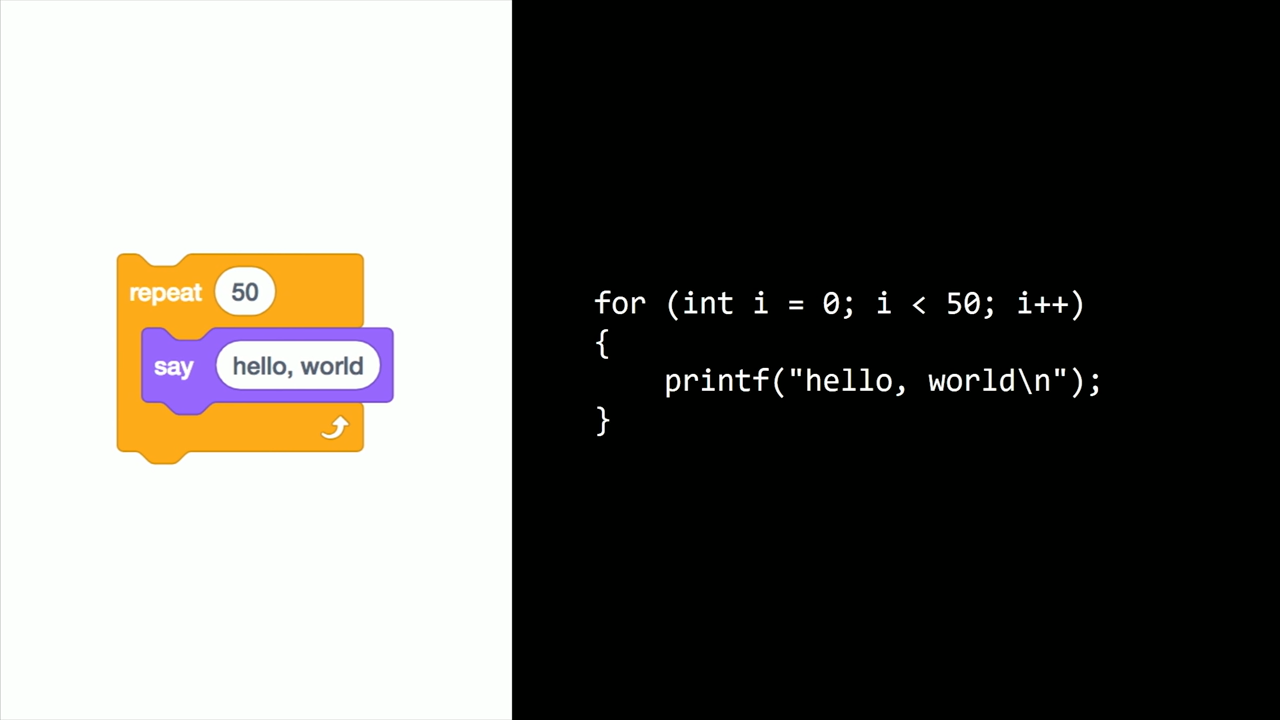 repeat 50
say hello, world
for (int i = 0; i < 50; i++)
{
    printf("hello, world\n");
}